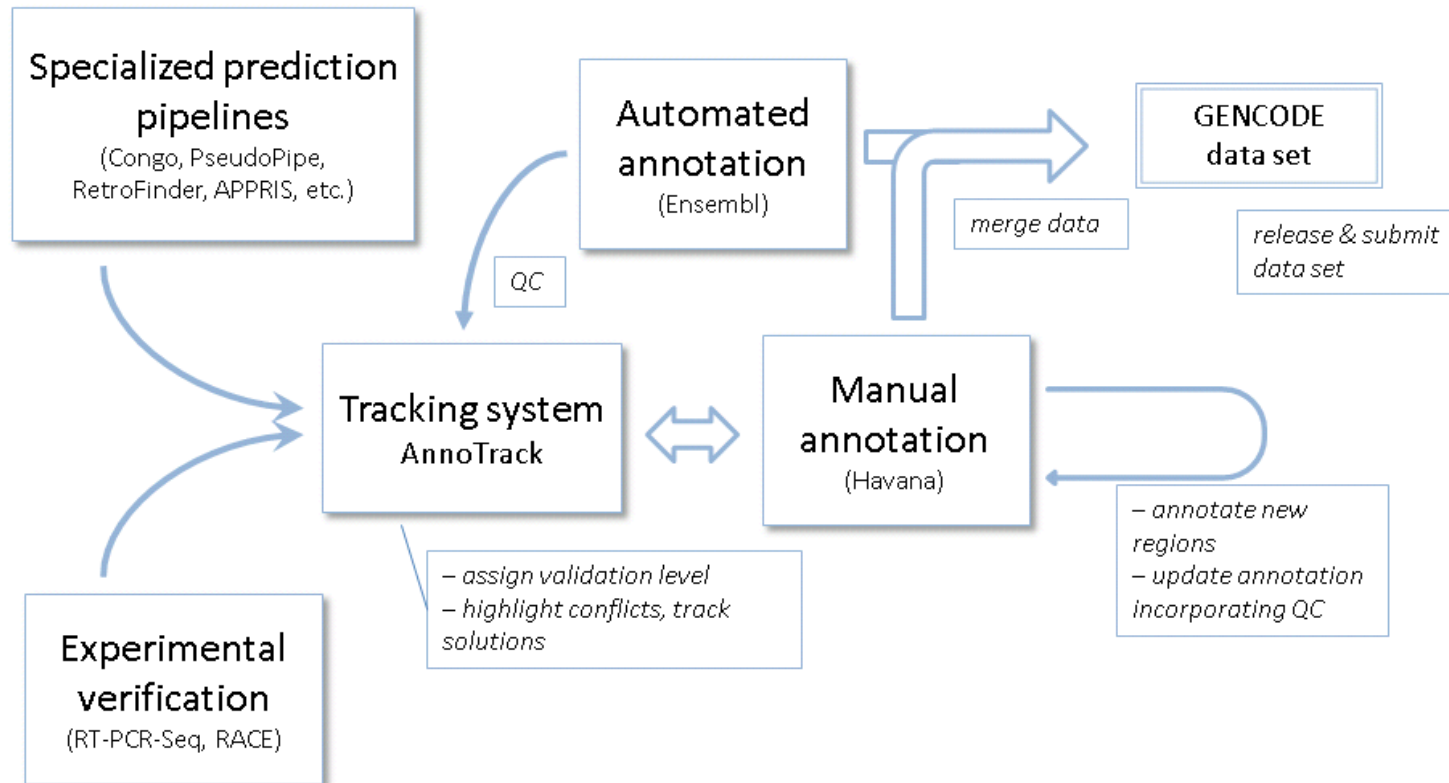 Specialized prediction
pipelines
(Congo, PseudoPipe,
RetroFinder, APPRIS, etc.)
Automated
annotation
(Ensembl)
GENCODE
data set
merge data
release & submit
data set
QC
Tracking system
AnnoTrack
Manual
annotation
(Havana)
– assign validation level
– highlight conflicts, track
solutions
– annotate new
regions
– update annotation
incorporating QC
Experimental
verification
(RT-PCR-Seq, RACE)